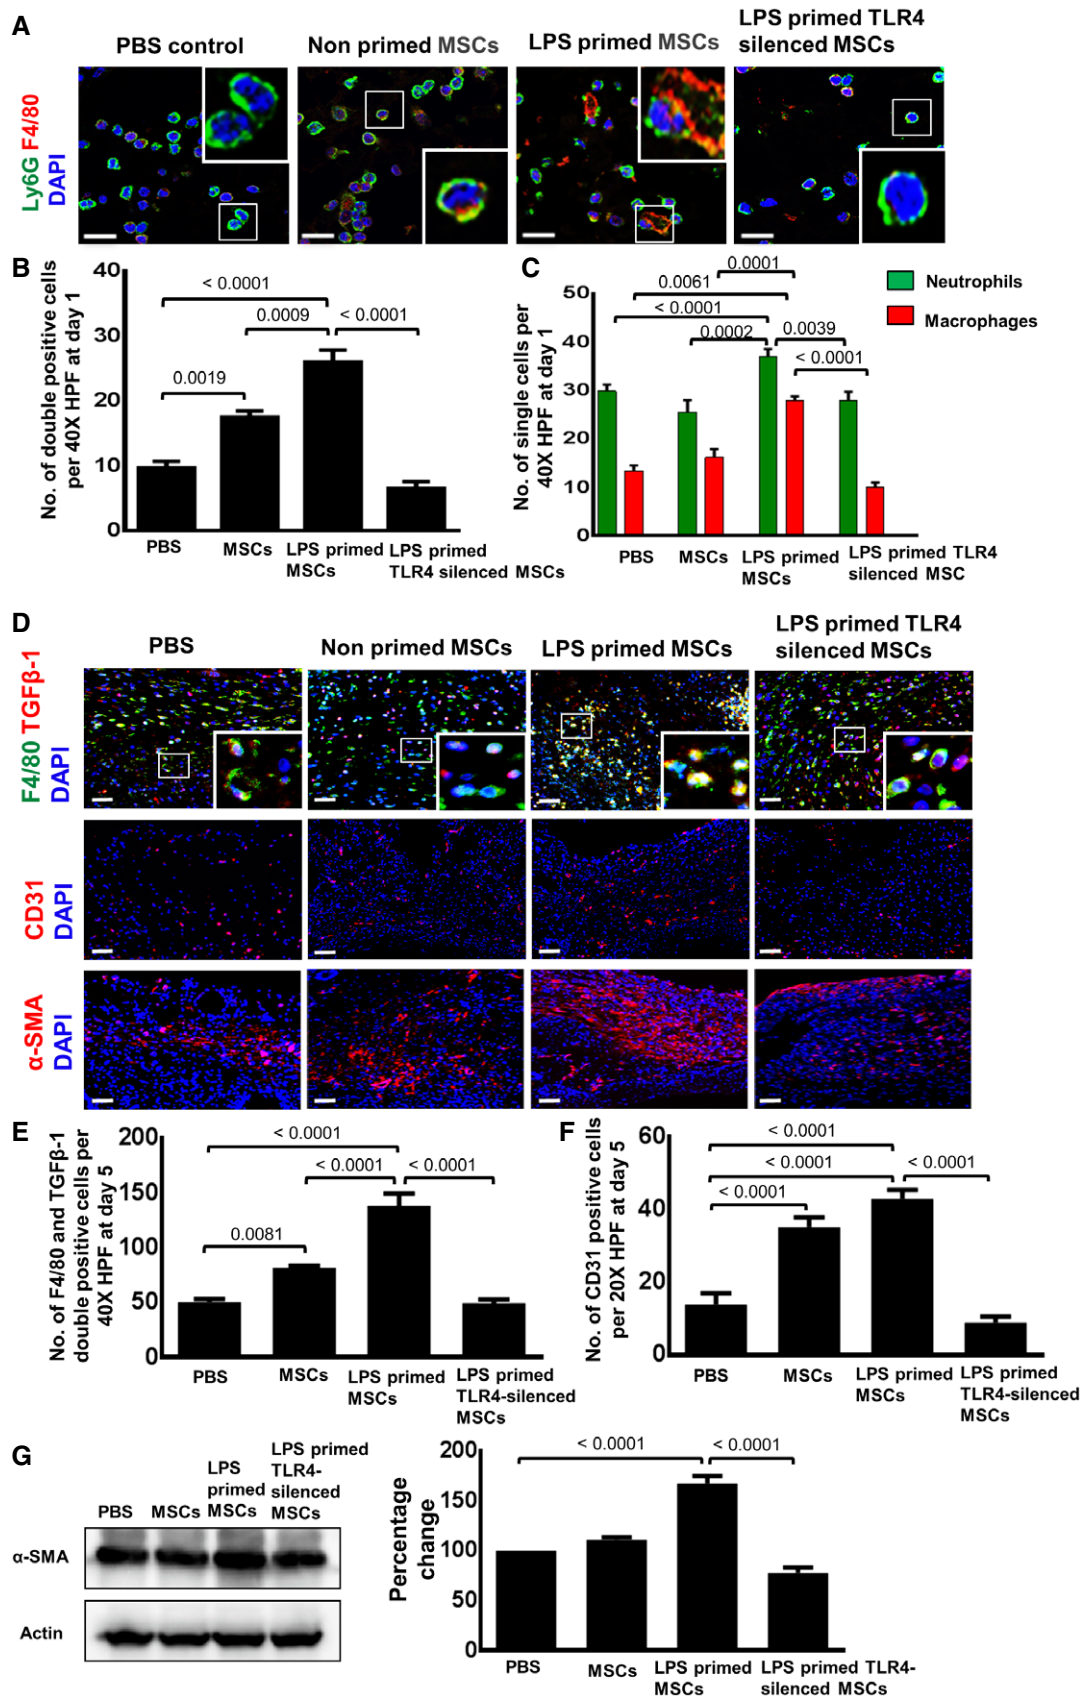 A
PBS control
Non primed MSCs
LPS primed MSCs
LPS primed TLR4
silenced MSCs
Ly6G F4/80
DAPI
B
No. of double positive cells
per 40X HPF at day 1
40
30
20
10
0
< 0.0001
0.0009
< 0.0001
0.0019
PBS
MSCs
LPS primed
MSCs
LPS primed
TLR4 silenced MSCs
C
No. of single cells per
40X HPF at day 1
50
40
30
20
10
0
0.0001
0.0061
< 0.0001
0.0002
0.0039
< 0.0001
Neutrophils
Macrophages
PBS
MSCs
LPS primed
MSCs
LPS primed TLR4
silenced MSC
D
PBS
Non primed MSCs
LPS primed MSCs
LPS primed TLR4
silenced MSCs
F4/80 TGFβ-1
DAPI
CD31
DAPI
α-SMA
DAPI
E
No. of F4/80 and TGFβ-1
double positive cells per
40X HPF at day 5
200
150
100
50
0
< 0.0001
< 0.0001
< 0.0001
0.0081
PBS
MSCs
LPS primed
MSCs
LPS primed
TLR4-silenced
MSCs
F
No. of CD31 positive cells
per 20X HPF at day 5
60
40
20
0
< 0.0001
< 0.0001
< 0.0001
< 0.0001
PBS
MSCs
LPS primed
MSCs
LPS primed
TLR4-silenced
MSCs
G
PBS
MSCs
LPS
primed
MSCs
LPS primed
TLR4-
silenced
MSCs
α-SMA
Actin
Percentage
change
200
150
100
50
0
< 0.0001
< 0.0001
PBS
MSCs
LPS primed
MSCs
LPS primed TLR4-
silenced MSCs